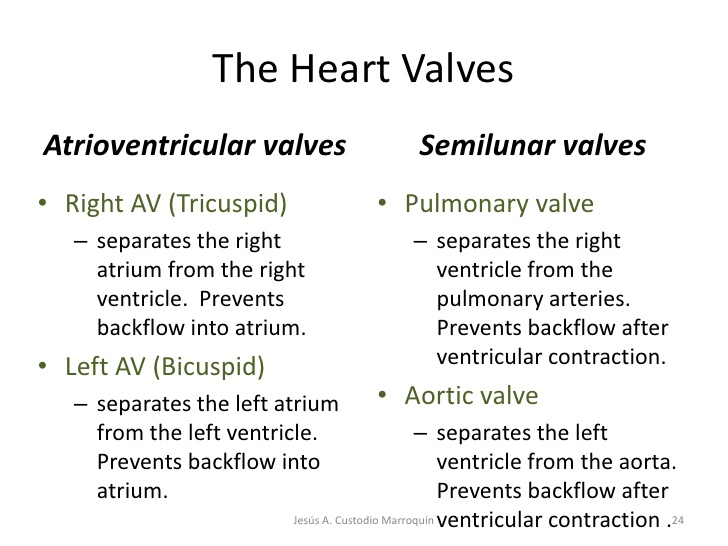 The Heart Valves
Atrioventricular valves
• Right AV (Tricuspid)
– separates the right
atrium from the right
ventricle.  Prevents
backflow into atrium.
• Left AV (Bicuspid)
– separates the left atrium
from the left ventricle.
Prevents backflow into
atrium.
Semilunar valves
• Pulmonary valve
– separates the right
ventricle from the
pulmonary arteries.
Prevents backflow after
ventricular contraction.
• Aortic valve
– separates the left
ventricle from the aorta.
Prevents backflow after
ventricular contraction .
Jesús A. Custodio Marroquín
24